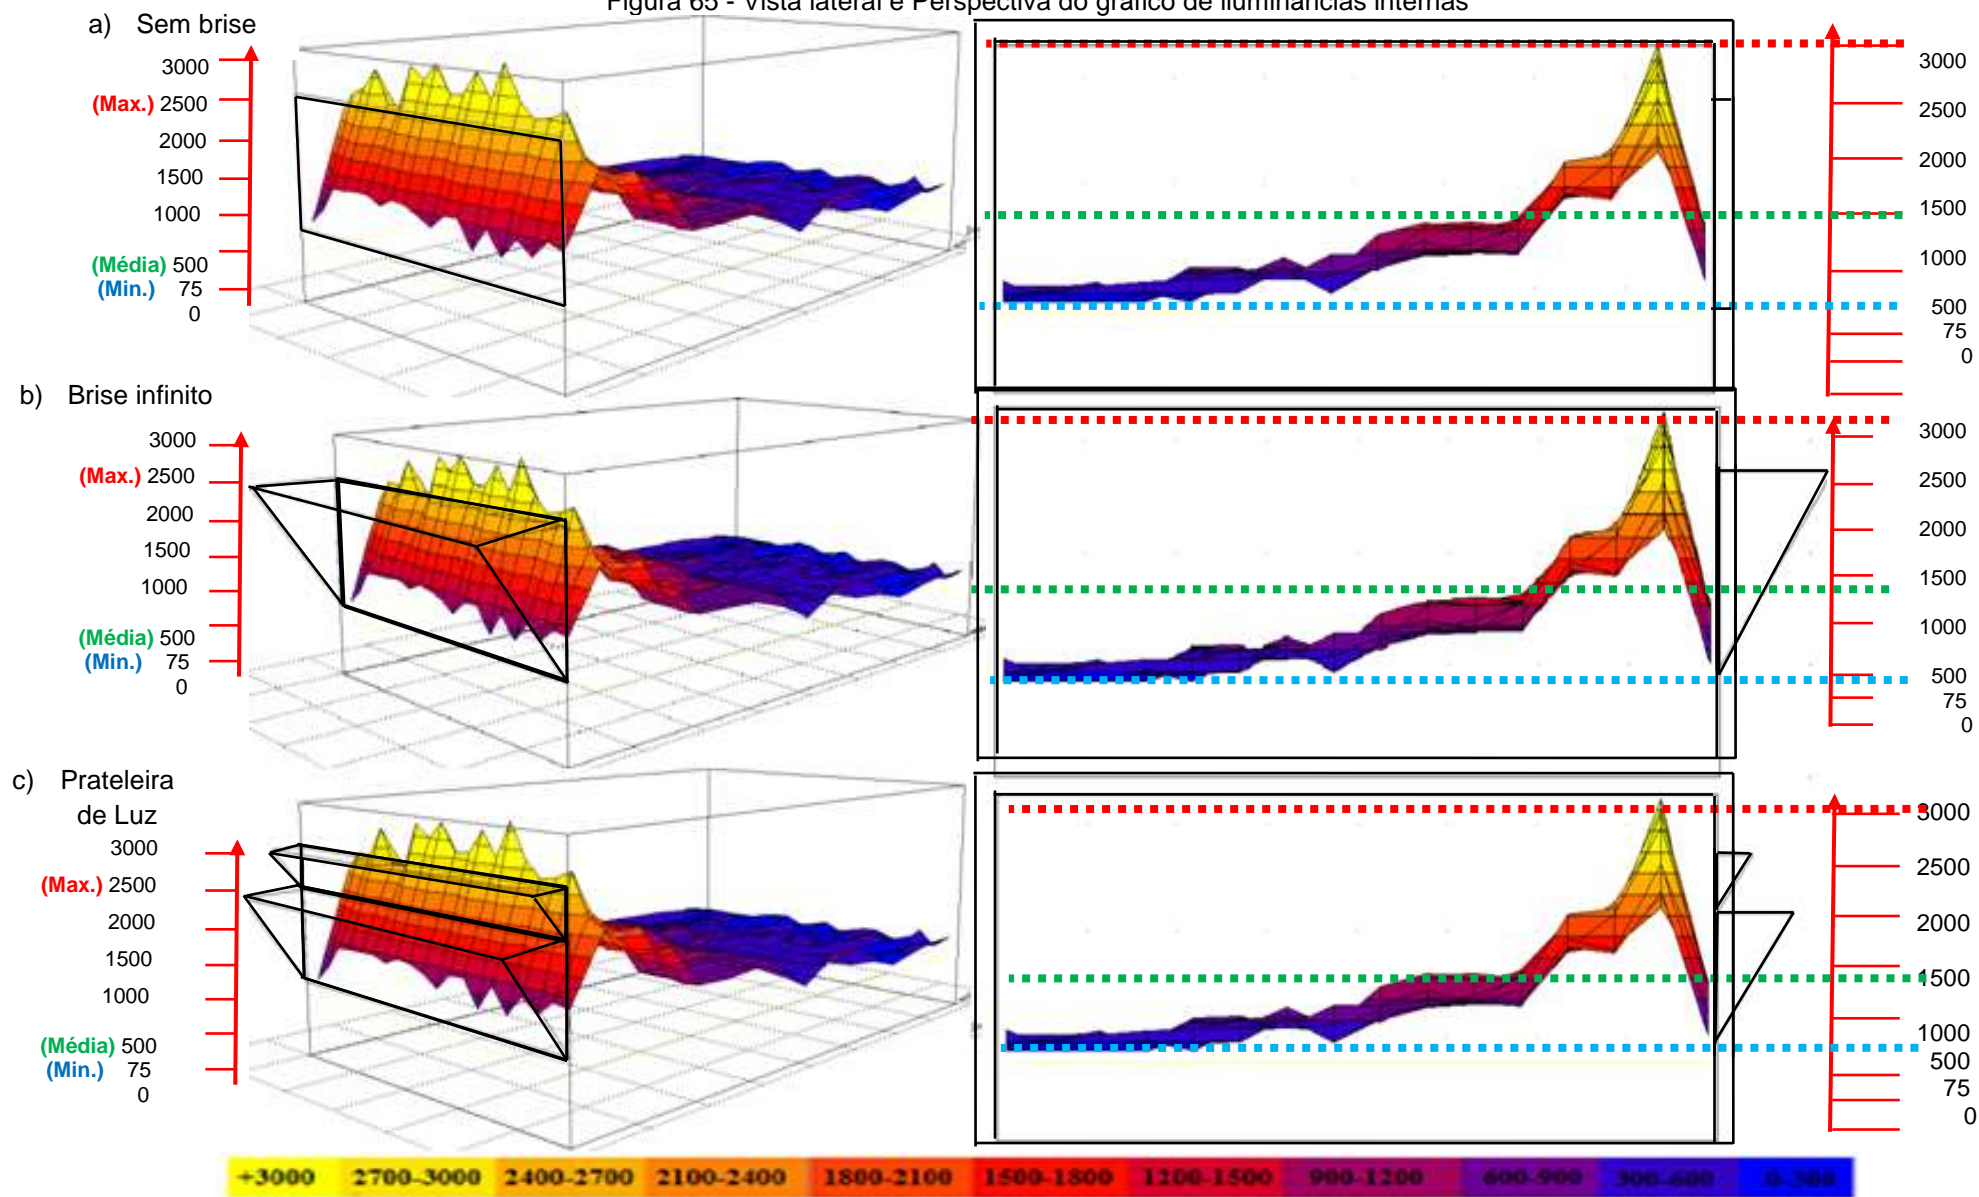 Figura 65 - Vista lateral e Perspectiva do gráfico de iluminâncias internas
a) Sem brise
3000
(Max.) 2500
2000
1500
1000
(Média) 500
(Min.) 75
0
3000
2500
2000
1500
1000
500
75
0
b) Brise infinito
3000
(Max.) 2500
2000
1500
1000
(Média) 500
(Min.) 75
0
3000
2500
2000
1500
1000
500
75
0
c) Prateleira
de Luz
3000
(Max.) 2500
2000
1500
1000
(Média) 500
(Min.) 75
0
3000
2500
2000
1500
1000
500
75
0
+3000 2700-3000 2400-2700 2100-2400 1800-2100 1500-1800 1200-1500 900-1200 600-900 300-600 0-300